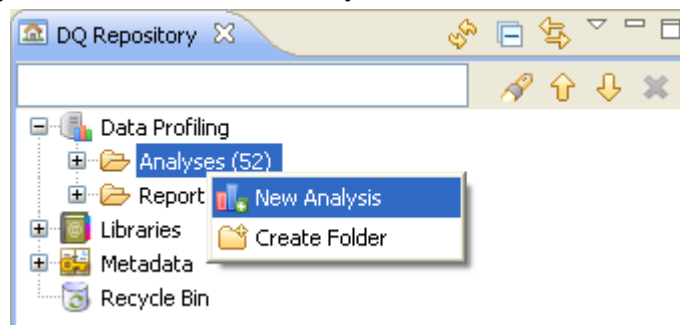 DQ Repository
Data Profiling
Analyses (52)
Report
New Analysis
Libraries
Create Folder
Metadata
Recycle Bin